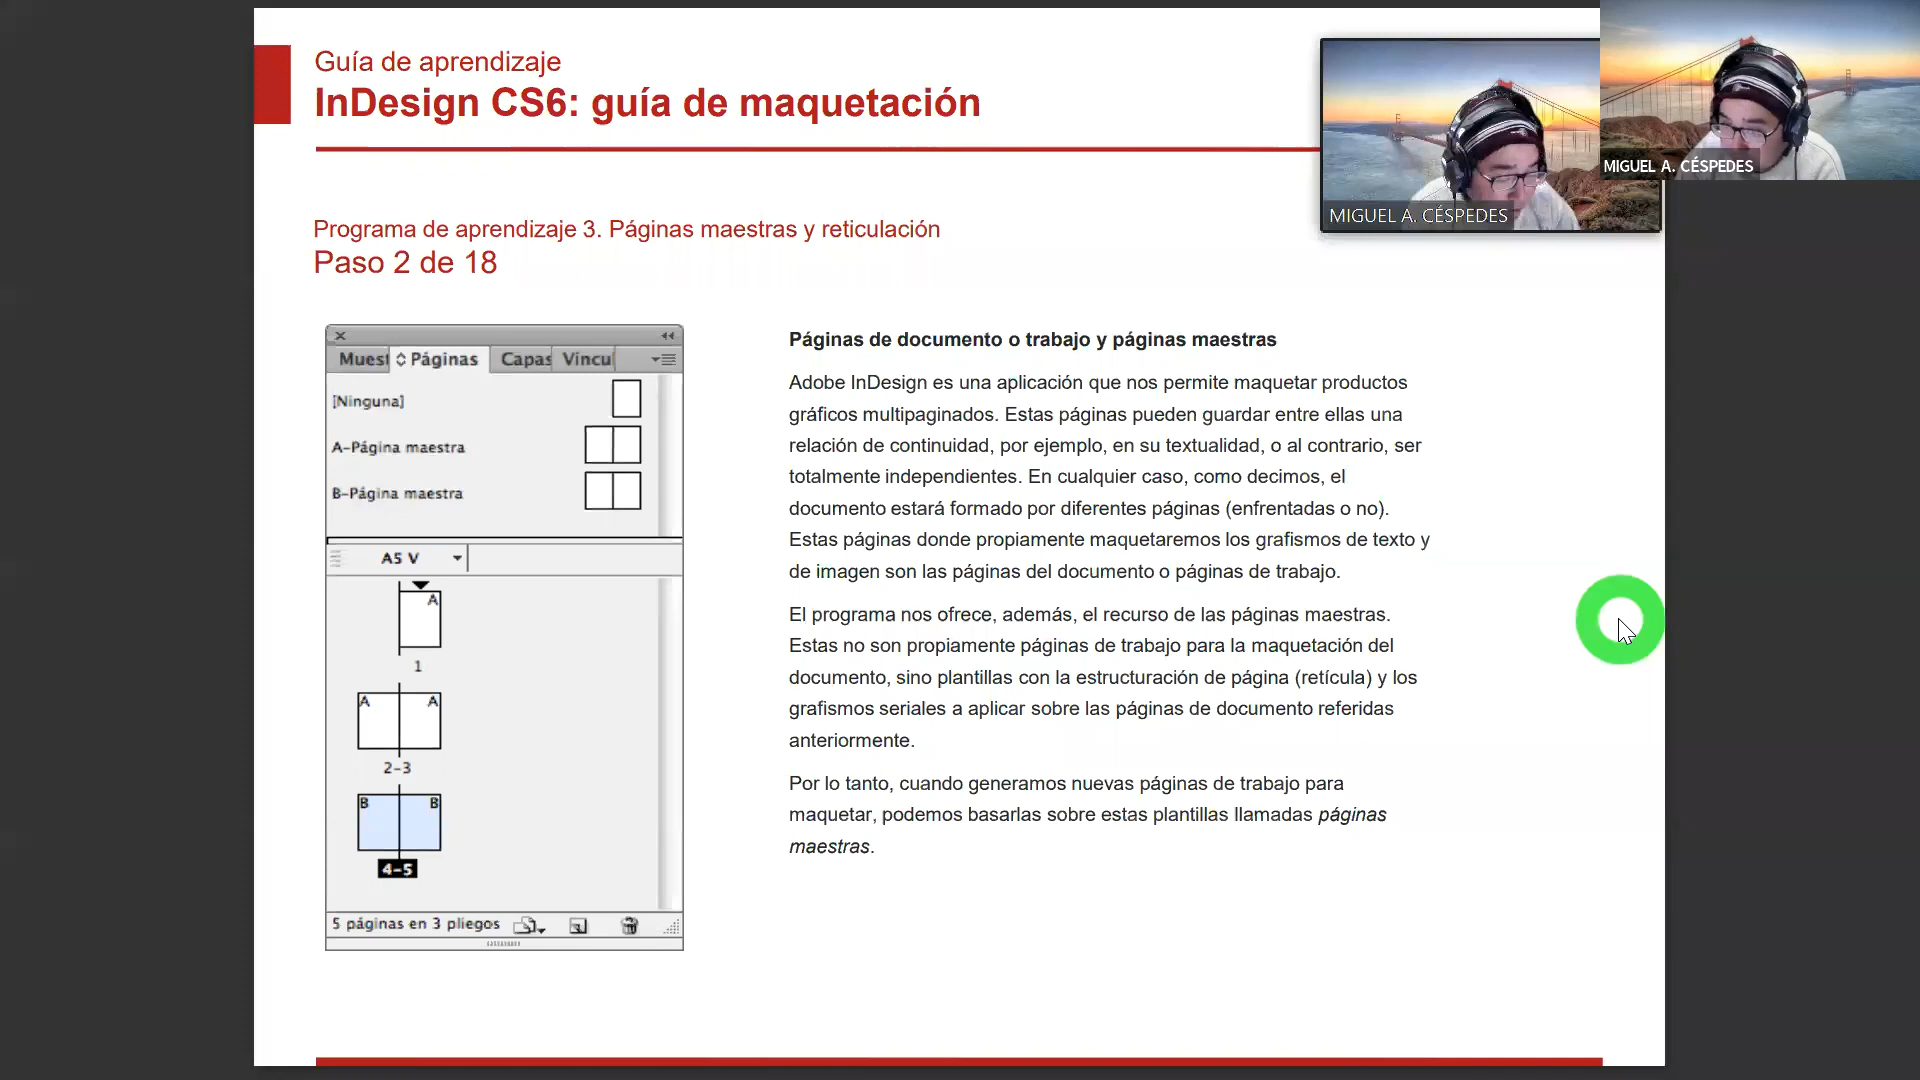 Guía de aprendizaje
InDesign CS6: guía de maquetación
MIGUEL A. CÉSPEDES
MIGUEL A. CÉSPEDES
Programa de aprendizaje 3. Páginas maestras y reticulación
Paso 2 de 18
Muest Páginas Capas Víncul
[Ninguna]
A-Página maestra
B-Página maestra
A5 V
A
1
A A
2-3
B B
4-5
5 páginas en 3 pliegos
Páginas de documento o trabajo y páginas maestras
Adobe InDesign es una aplicación que nos permite maquetar productos
gráficos multipaginados. Estas páginas pueden guardar entre ellas una
relación de continuidad, por ejemplo, en su textualidad, o al contrario, ser
totalmente independientes. En cualquier caso, como decimos, el
documento estará formado por diferentes páginas (enfrentadas o no).
Estas páginas donde propiamente maquetaremos los grafismos de texto y
de imagen son las páginas del documento o páginas de trabajo.
El programa nos ofrece, además, el recurso de las páginas maestras.
Estas no son propiamente páginas de trabajo para la maquetación del
documento, sino plantillas con la estructuración de página (retícula) y los
grafismos seriales a aplicar sobre las páginas de documento referidas
anteriormente.
Por lo tanto, cuando generamos nuevas páginas de trabajo para
maquetar, podemos basarlas sobre estas plantillas llamadas páginas
maestras.